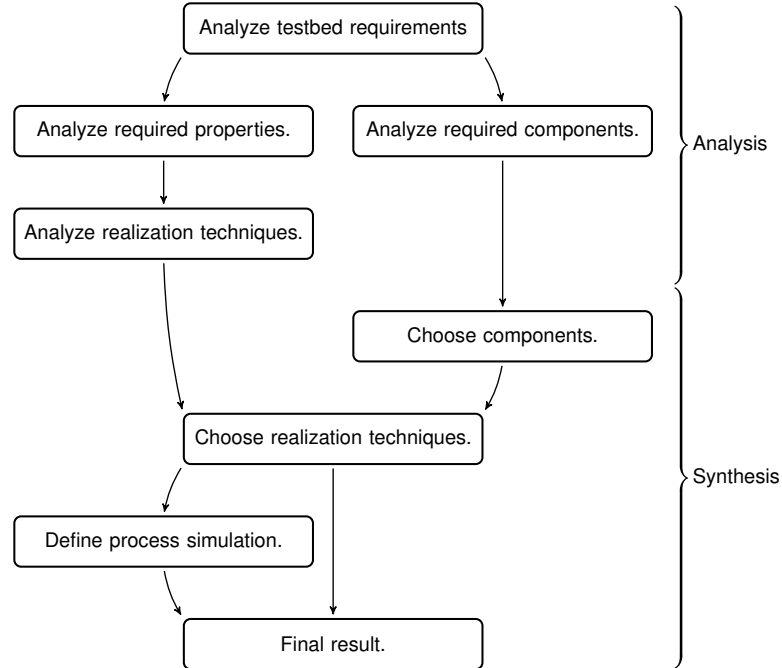 Analyze testbed requirements
Analyze required properties.
Analyze required components.
Analysis
Analyze realization techniques.
Choose components.
Choose realization techniques.
Synthesis
Define process simulation.
Final result.